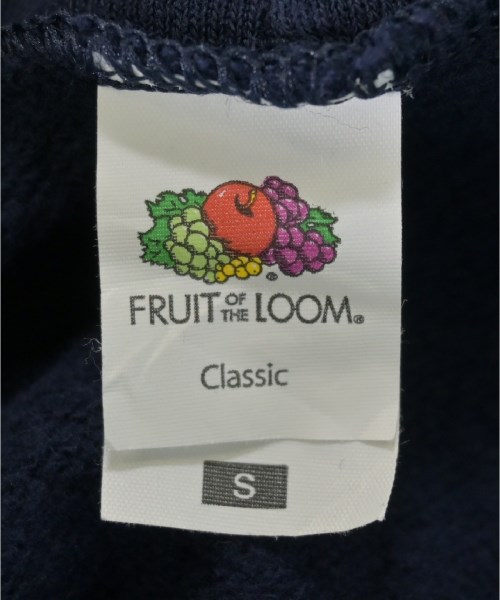 ®
FRUIT OF THE LOOM®
Classic
S